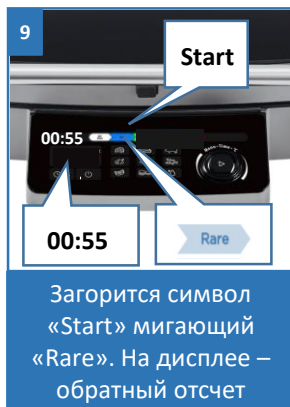 9
Start
00:55
00:55
Rare
Загорится символ
«Start» мигающий
«Rare». На дисплее –
обратный отсчет